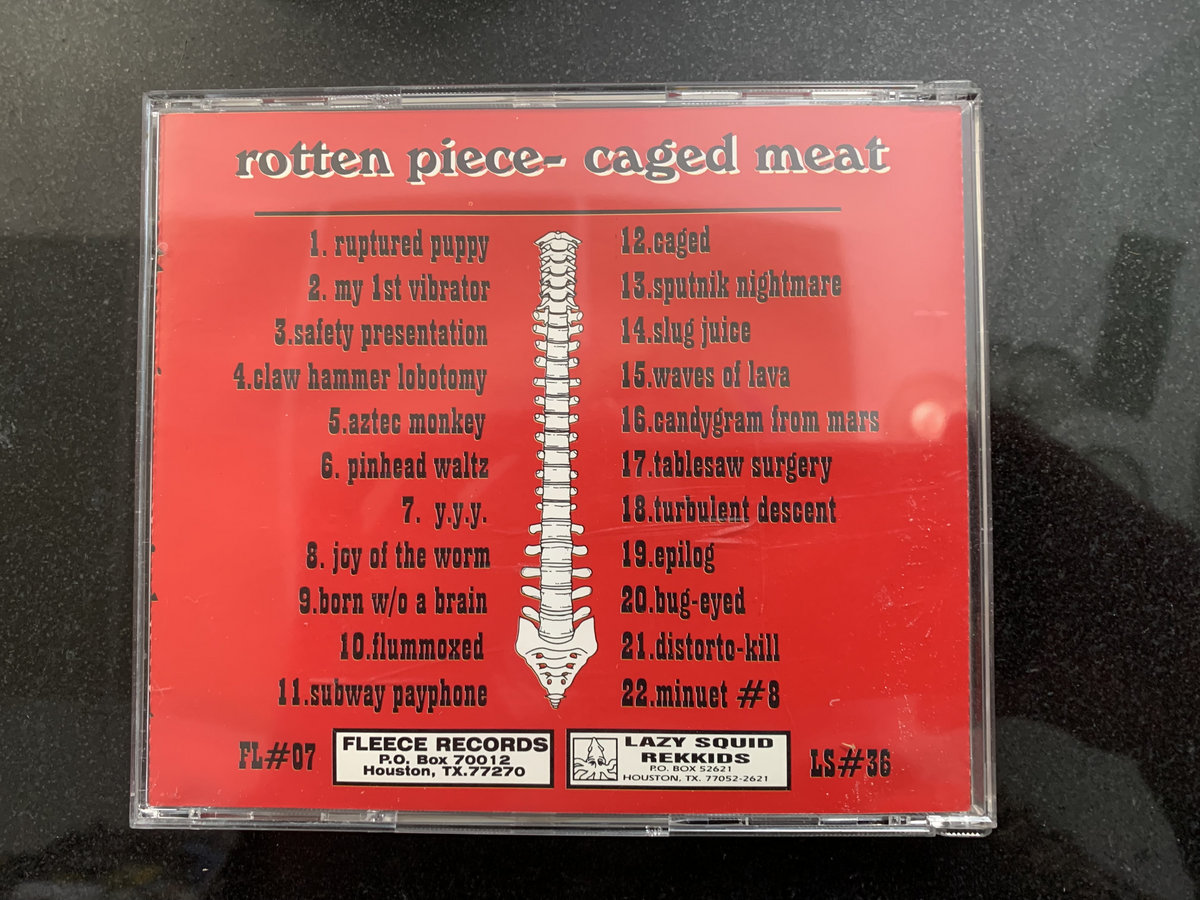 rotten piece- caged meat
1. ruptured puppy
2. my 1st vibrator
3.safety presentation
4.claw hammer lobotomy
5.aztec monkey
6. pinhead waltz
7. y.y.y.
8. joy of the worm
9.born w/o a brain
10.flummoxed
11.subway payphone
12.caged
13.sputnik nightmare
14.slug juice
15.waves of lava
16.candygram from mars
17.tablesaw surgery
18.turbulent descent
19.epilog
20.bug-eyed
21.distorto-kill
22.minuet #8
FL#07
FLEECE RECORDS
P.O. Box 70012
Houston, TX.77270
LAZY SQUID
REKKIDS
P.O. BOX 52621
HOUSTON, TX. 77052-2621
LS#36